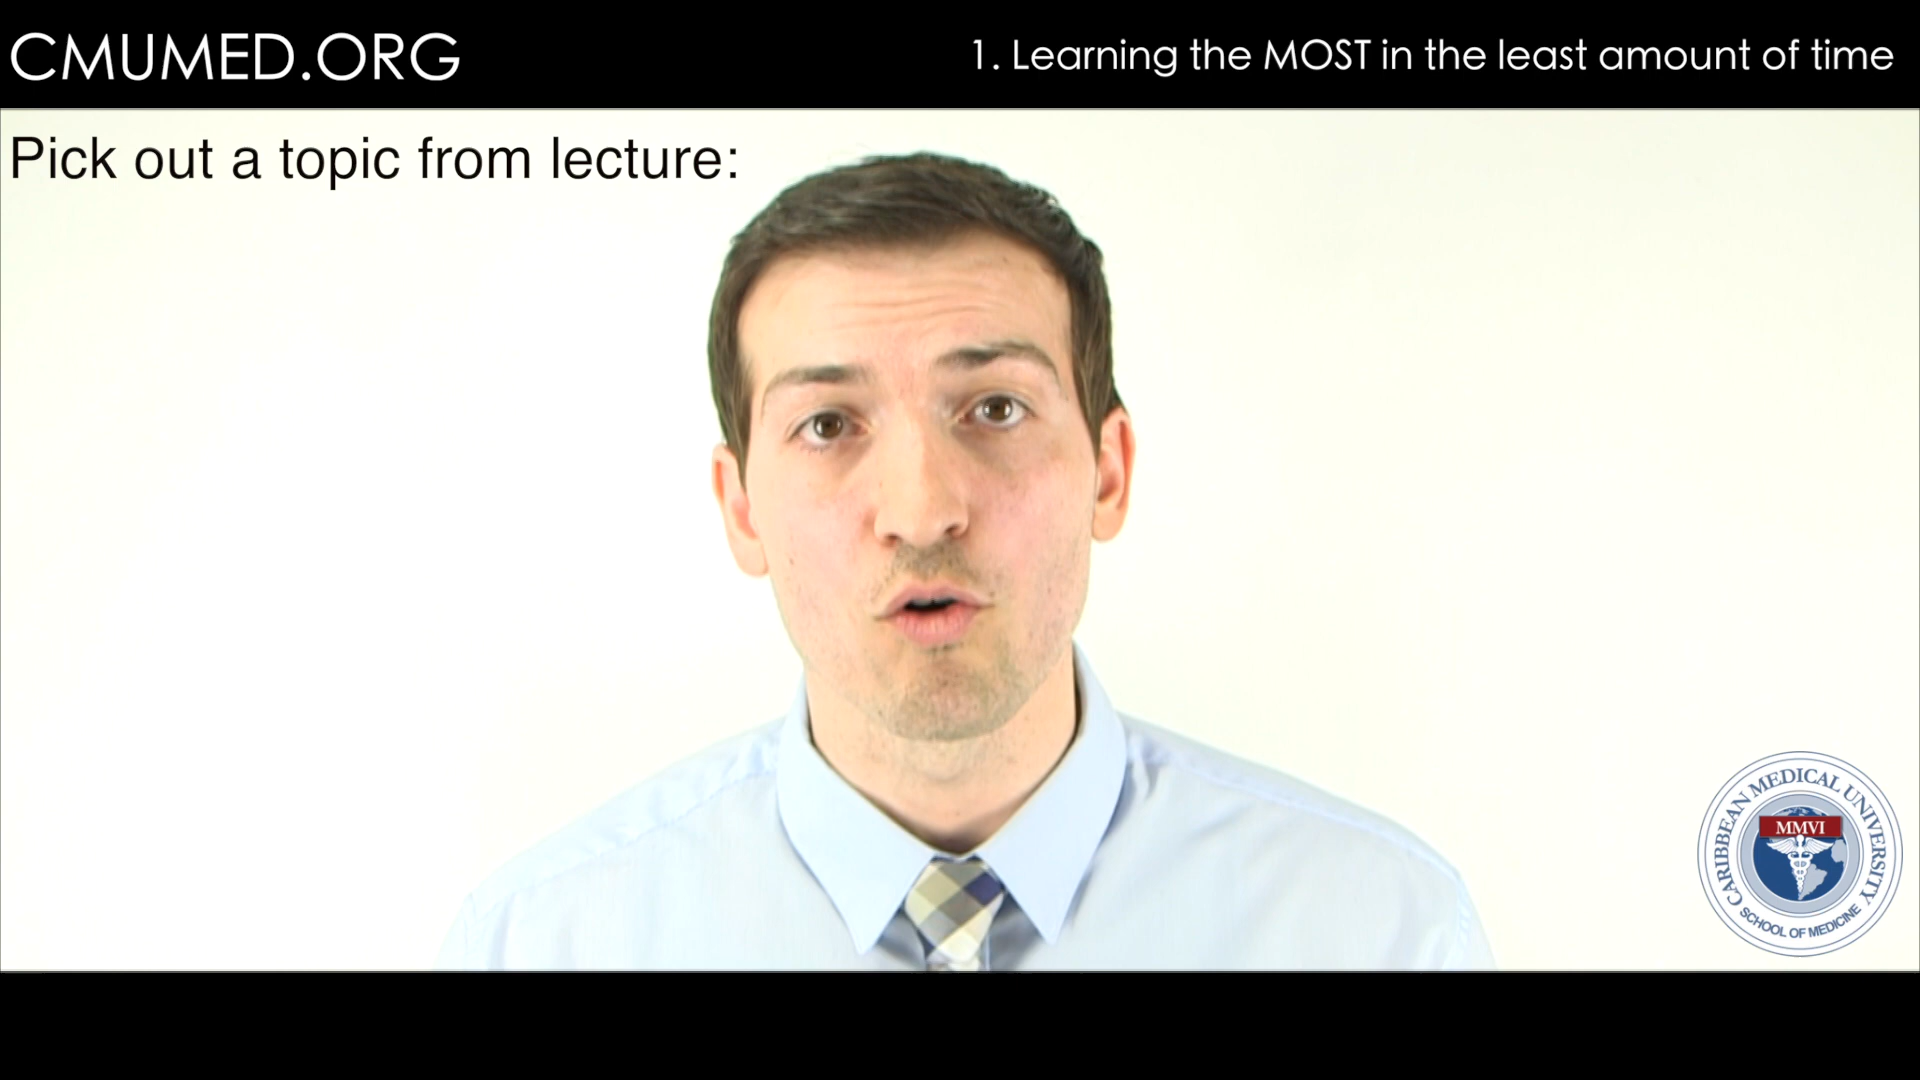 CMUMED.ORG
1. Learning the MOST in the least amount of time
Pick out a topic from lecture:
CARIBBEAN MEDICAL UNIVERSITY
MMVI
SCHOOL OF MEDICINE